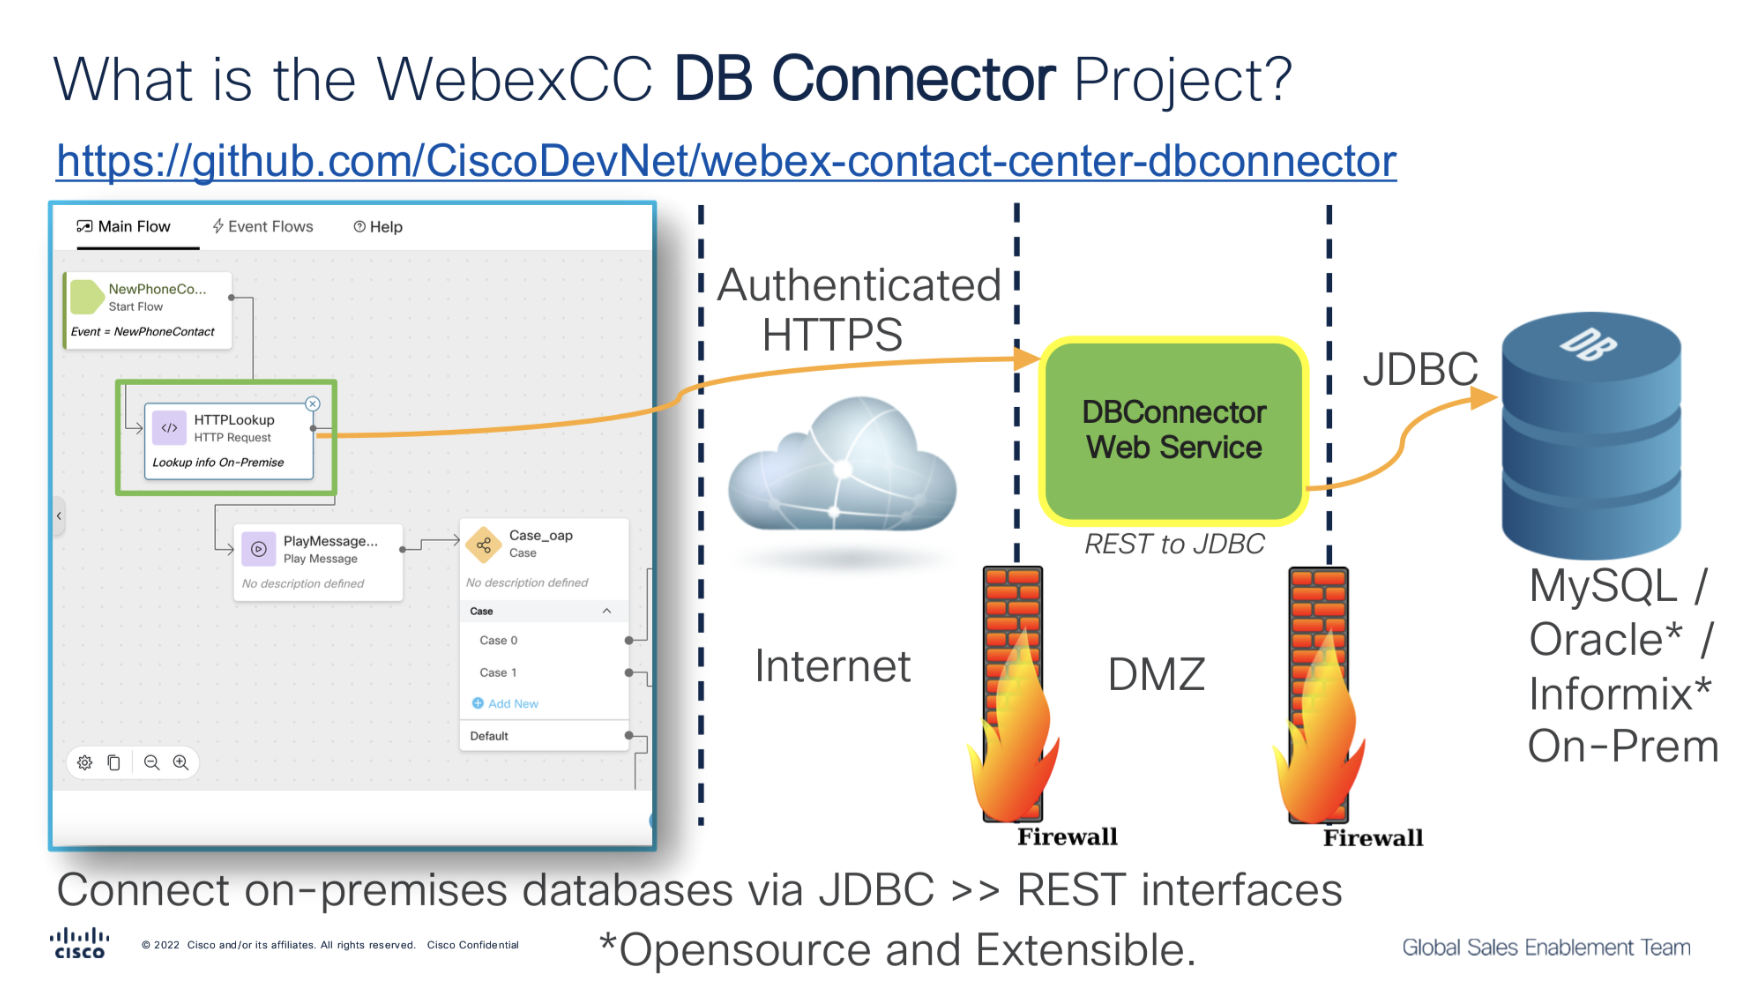 What is the WebexCC DB Connector Project?
https://github.com/CiscoDevNet/webex-contact-center-dbconnector
Main Flow
Event Flows
Help
NewPhoneCo...
Start Flow
Event = NewPhoneContact
</>
HTTPLookup
HTTP Request
Lookup info On-Premise
PlayMessage...
Play Message
No description defined
Case_oap
Case
No description defined
Case
Case 0
Case 1
Add New
Default
Authenticated
HTTPS
Internet
DBConnector
Web Service
REST to JDBC
DMZ
Firewall
Firewall
JDBC
DB
MySQL /
Oracle* /
Informix*
On-Prem
Connect on-premises databases via JDBC >> REST interfaces
*Opensource and Extensible.
CISCO
© 2022 Cisco and/or its affiliates. All rights reserved. Cisco Confidential
Global Sales Enablement Team